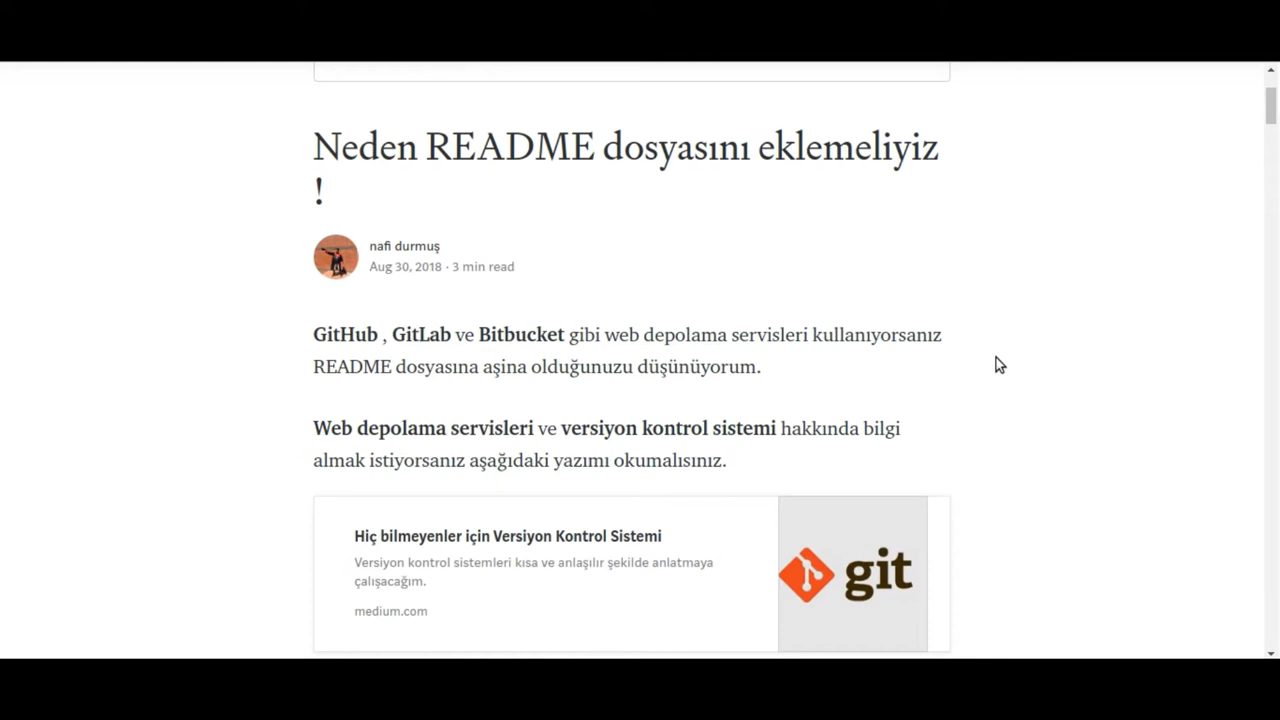 Neden README dosyasını eklemeliyiz
!
nafi durmuş
Aug 30, 2018 · 3 min read
GitHub , GitLab ve Bitbucket gibi web depolama servisleri kullanıyorsanız
README dosyasına aşina olduğunuzu düşünüyorum.
Web depolama servisleri ve versiyon kontrol sistemi hakkında bilgi
almak istiyorsanız aşağıdaki yazımı okumalısınız.
Hiç bilmeyenler için Versiyon Kontrol Sistemi
Versiyon kontrol sistemleri kısa ve anlaşılır şekilde anlatmaya
çalışacağım.
medium.com
git